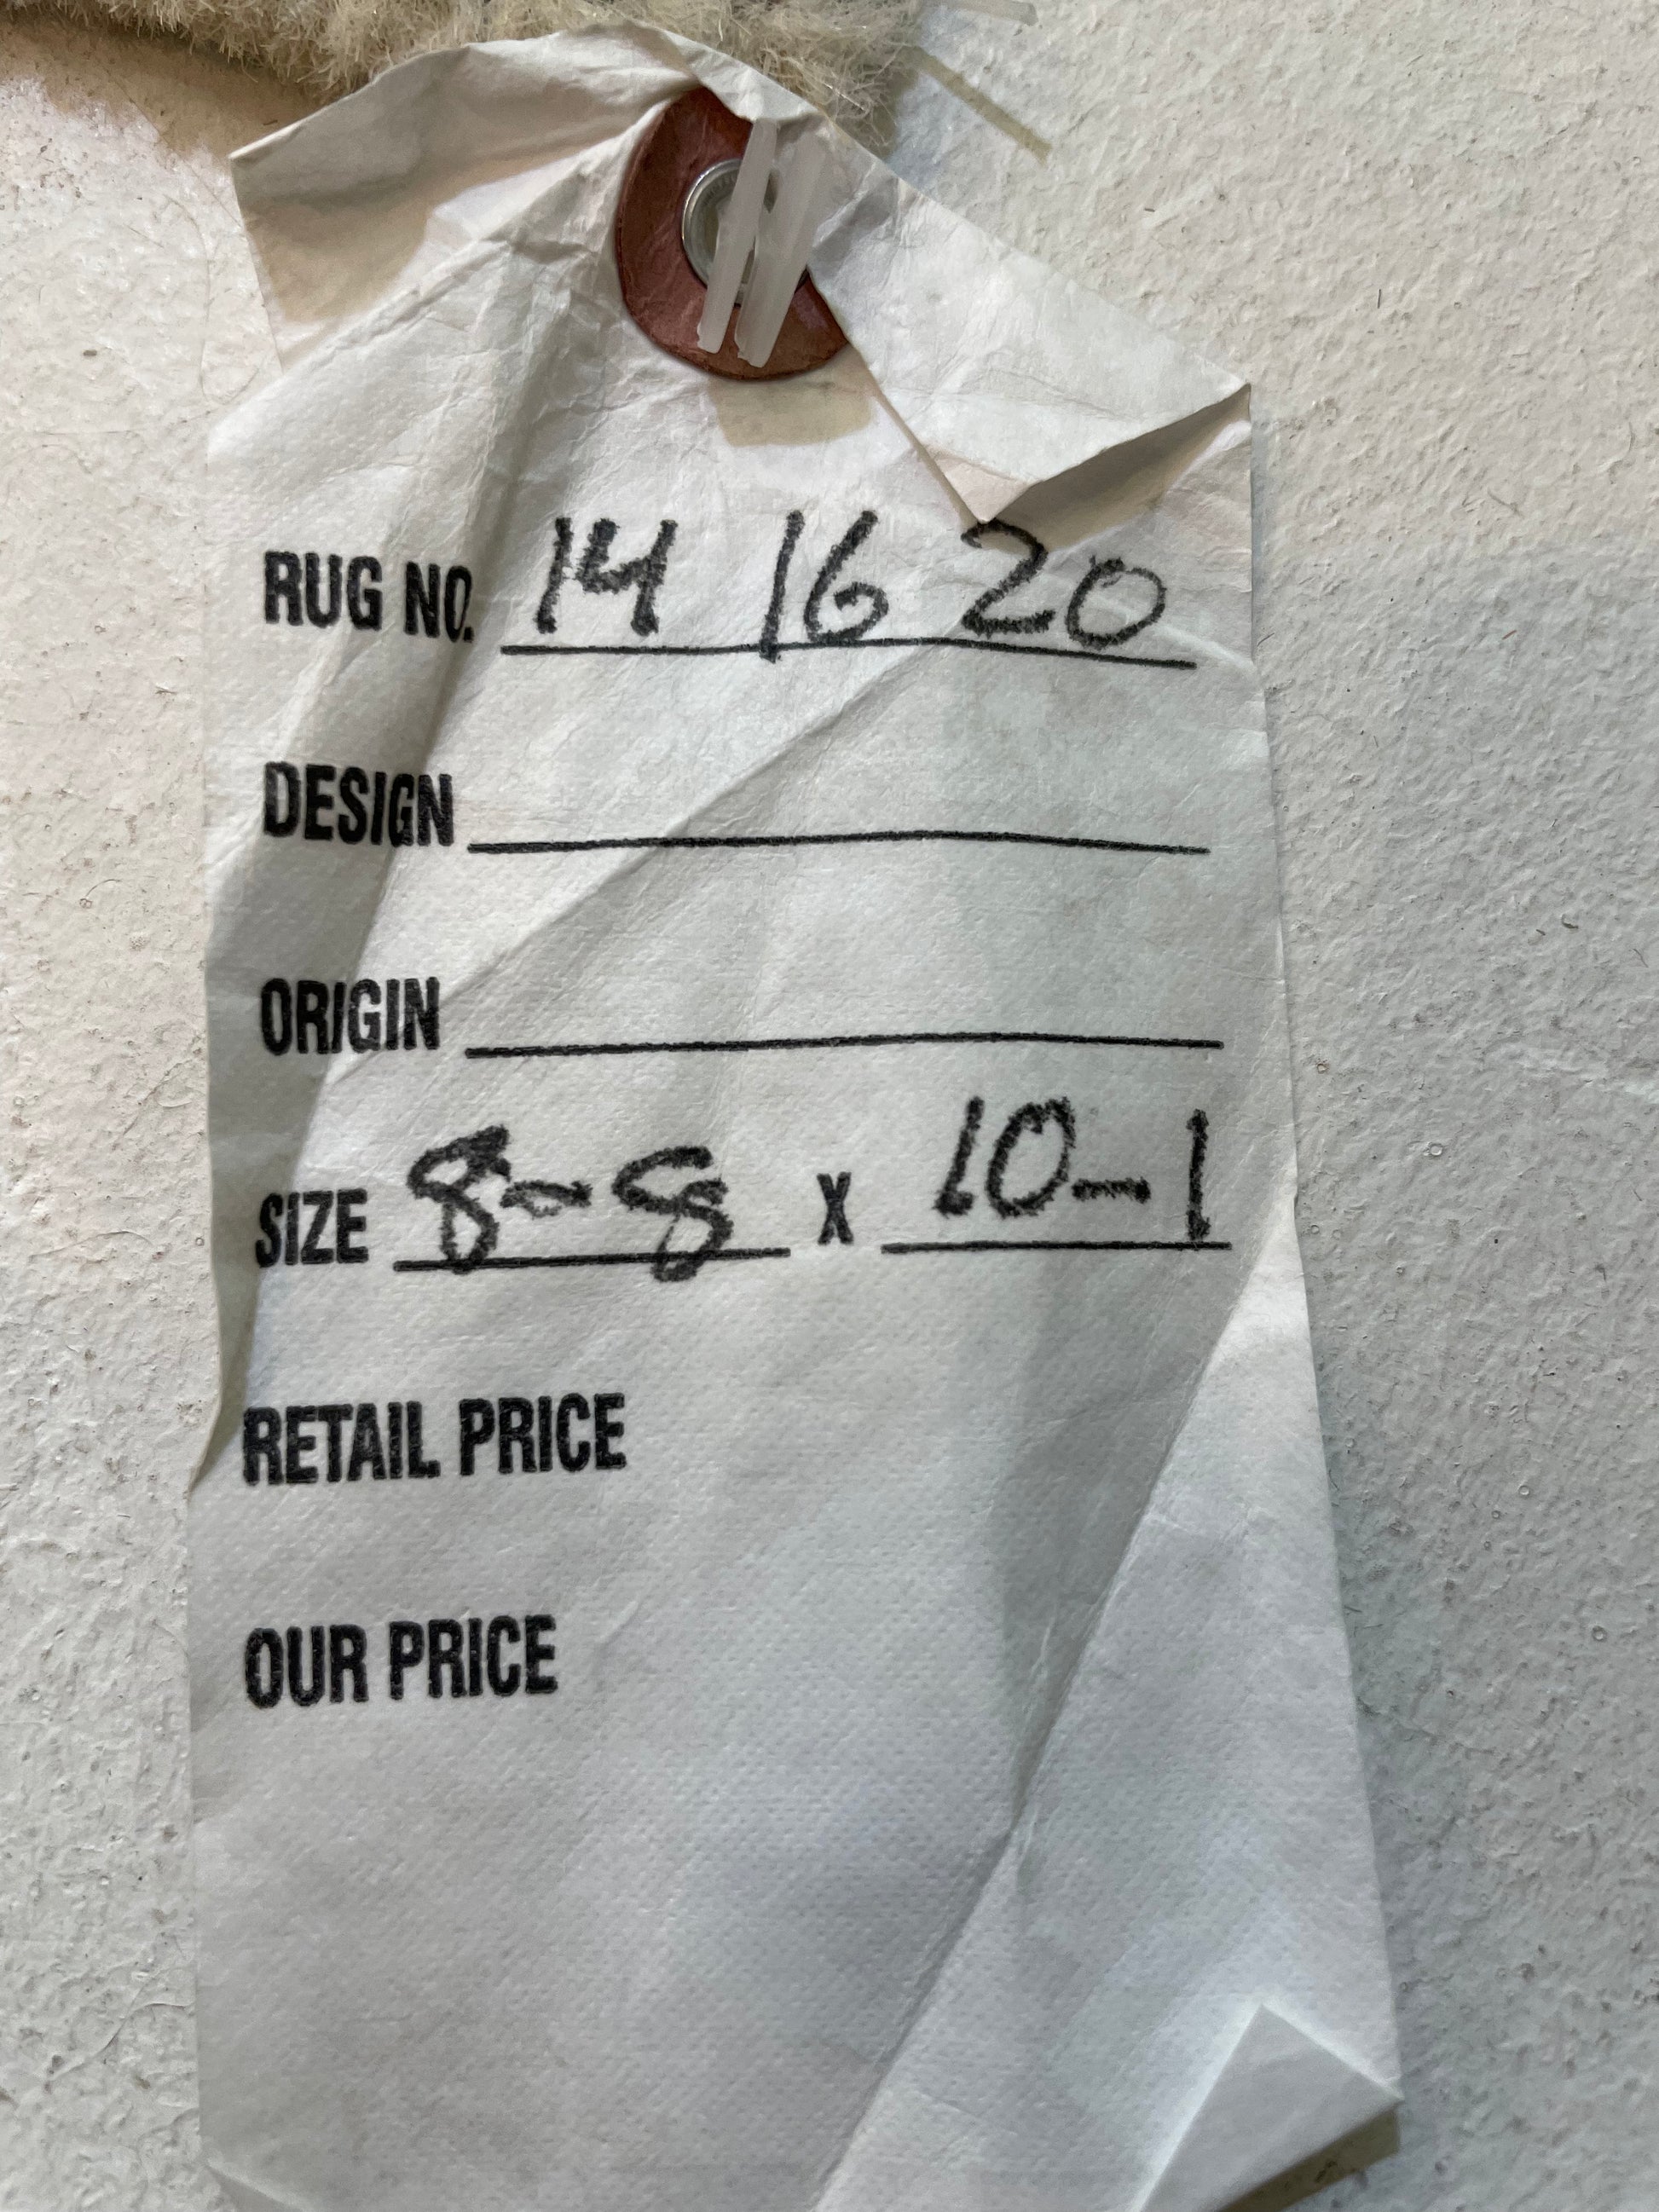 RUG NO. 14 16 20
DESIGN
ORIGIN
SIZE 8-8 X 10-1
RETAIL PRICE
OUR PRICE